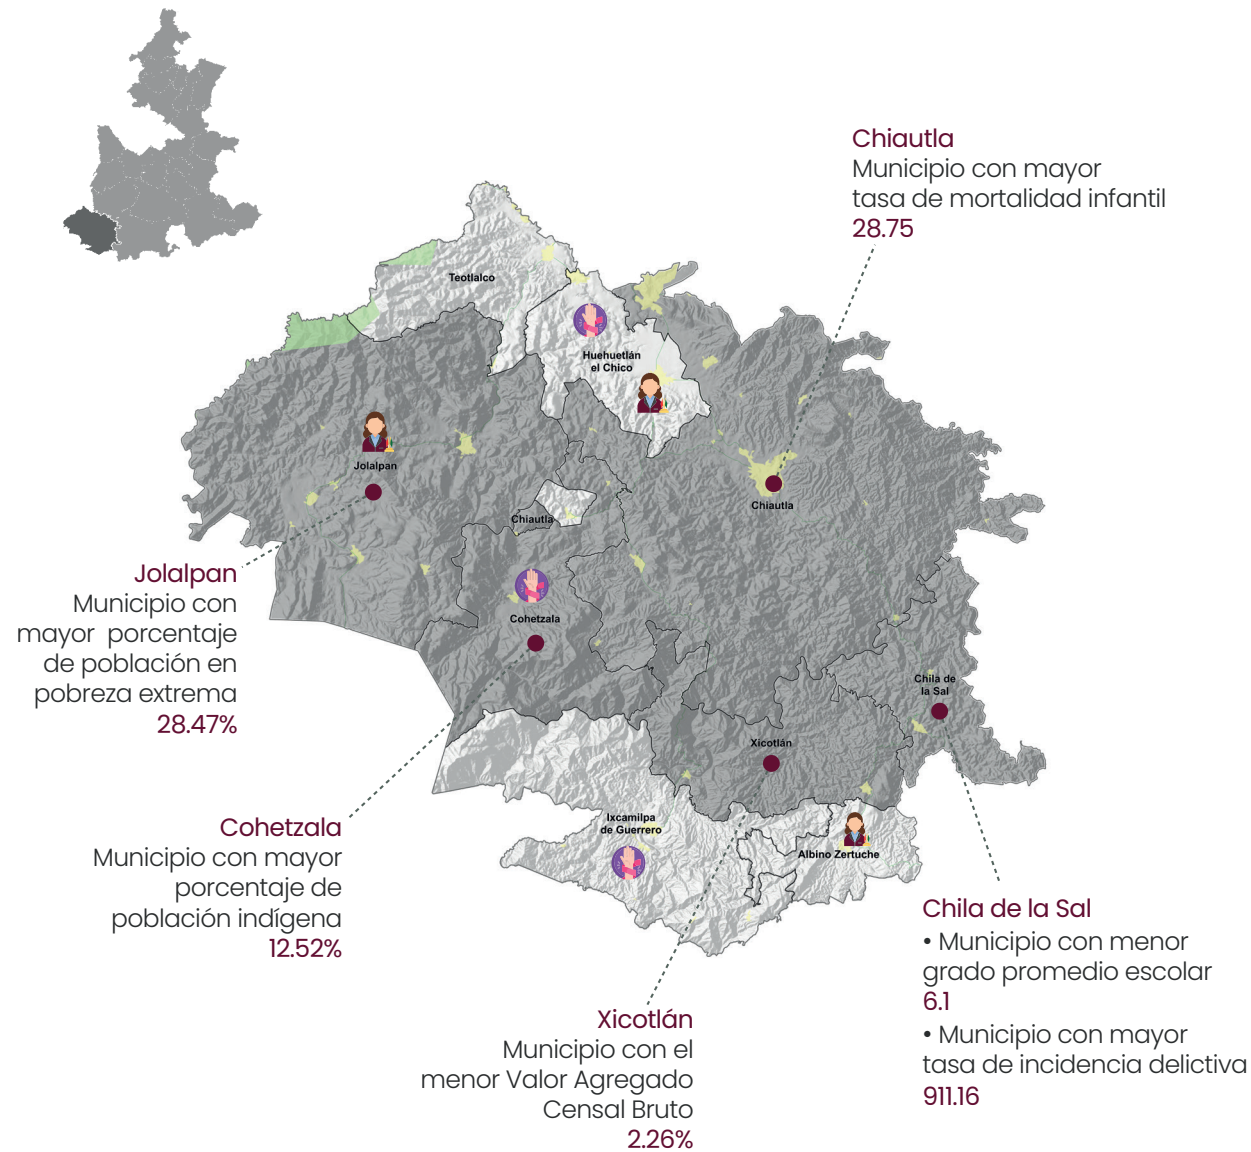 Chiautla
Municipio con mayor
tasa de mortalidad infantil
28.75
Teotlalco
Huehuetlán
el Chico
Jolalpan
Chiautla
Chiautla
Cohetzala
Chila de
la Sal
Xicotlán
Ixcamilpa
de Guerrero
Albino Zertuche
Jolalpan
Municipio con
mayor porcentaje
de población en
pobreza extrema
28.47%
Cohetzala
Municipio con mayor
porcentaje de
población indígena
12.52%
Xicotlán
Municipio con el
menor Valor Agregado
Censal Bruto
2.26%
Chila de la Sal
• Municipio con menor
grado promedio escolar
6.1
• Municipio con mayor
tasa de incidencia delictiva
911.16